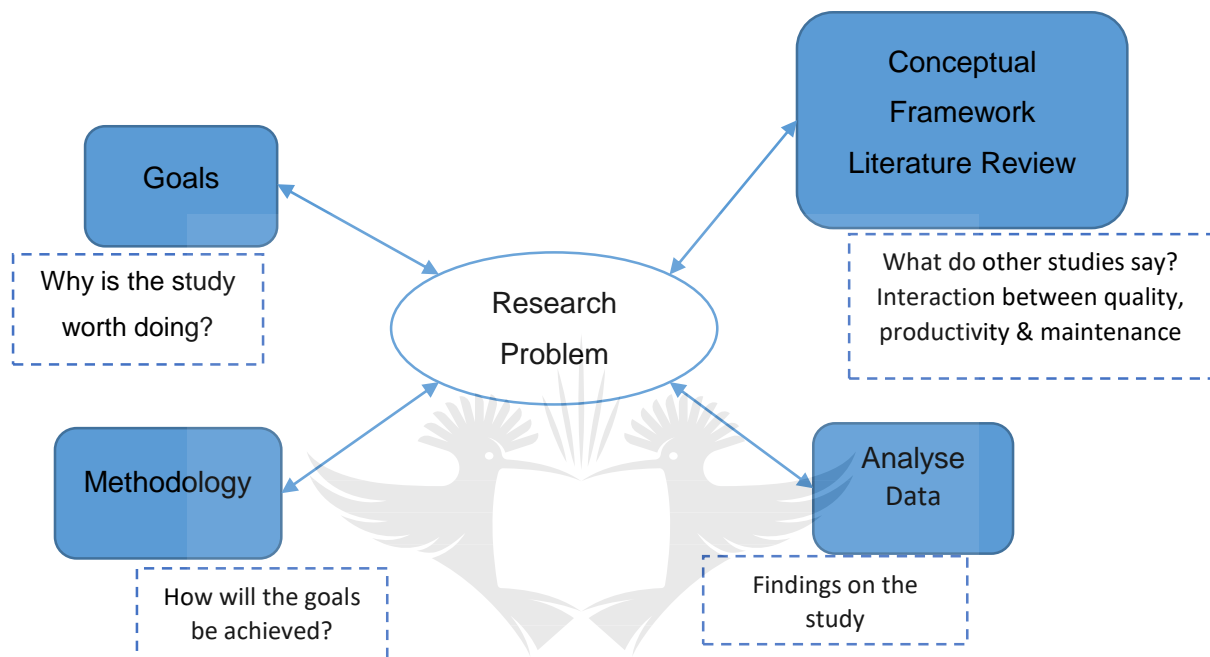 Goals
Why is the study
worth doing?
Conceptual
Framework
Literature Review
What do other studies say?
Interaction between quality,
productivity & maintenance
Research
Problem
Methodology
How will the goals
be achieved?
Analyse
Data
Findings on the
study